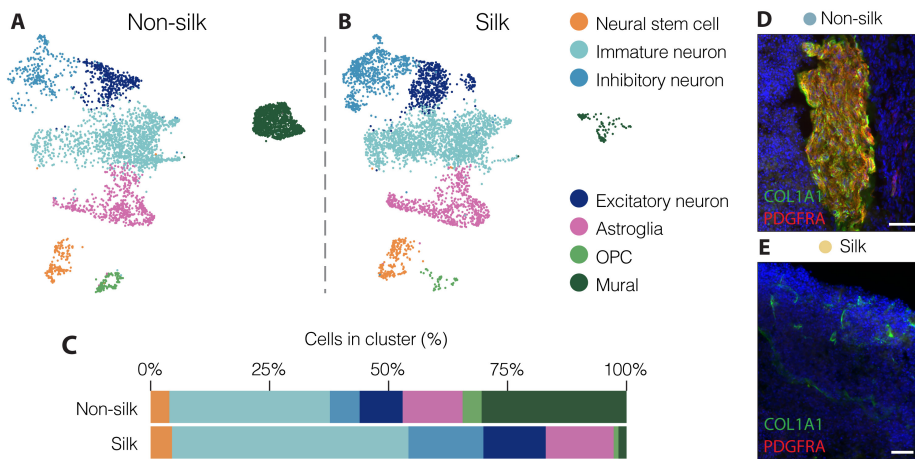 A
Non-silk
B
Silk
Neural stem cell
Immature neuron
Inhibitory neuron
Excitatory neuron
Astroglia
OPC
Mural
C
Cells in cluster (%)
0%
25%
50%
75%
100%
Non-silk
Silk
D
Non-silk
COL1A1
PDGFRA
E
Silk
COL1A1
PDGFRA